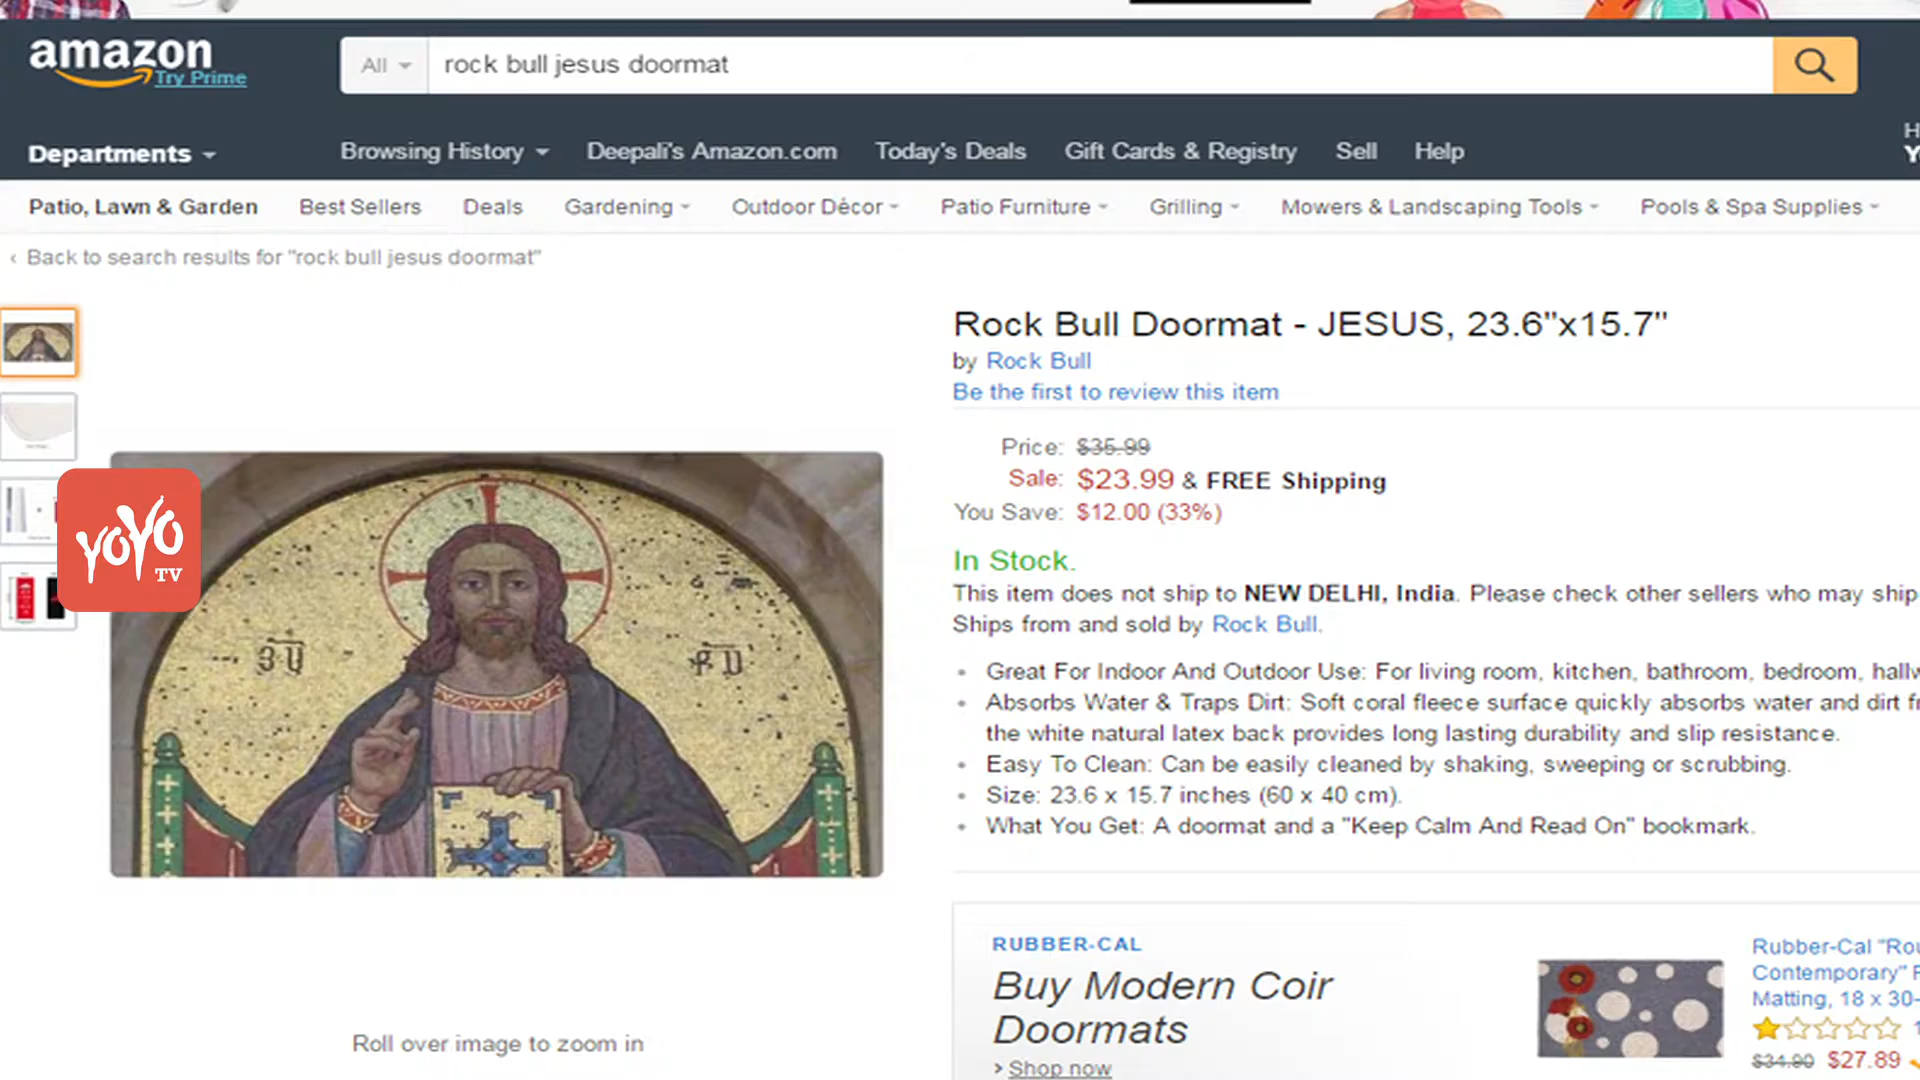 amazon
Try Prime
All
rock bull jesus doormat
Departments
Browsing History
Deepali's Amazon.com
Today's Deals
Gift Cards & Registry
Sell
Help
Patio, Lawn & Garden
Best Sellers
Deals
Gardening
Outdoor Décor
Patio Furniture
Grilling
Mowers & Landscaping Tools
Pools & Spa Supplies
‹ Back to search results for "rock bull jesus doormat"
Rock Bull Doormat - JESUS, 23.6"x15.7"
by Rock Bull
Be the first to review this item
Price: $35.99
Sale: $23.99 & FREE Shipping
You Save: $12.00 (33%)
In Stock.
This item does not ship to NEW DELHI, India. Please check other sellers who may ship
Ships from and sold by Rock Bull.
• Great For Indoor And Outdoor Use: For living room, kitchen, bathroom, bedroom,
• Absorbs Water & Traps Dirt: Soft coral fleece surface quickly absorbs water and dirt
the white natural latex back provides long lasting durability and slip resistance.
• Easy To Clean: Can be easily cleaned by shaking, sweeping or scrubbing.
• Size: 23.6 x 15.7 inches (60 x 40 cm).
• What You Get: A doormat and a "Keep Calm And Read On" bookmark.
YOYO
TV
RUBBER-CAL
Buy Modern Coir
Doormats
› Shop now
Rubber-Cal
Contemporary"
Matting, 18 x 30-
$34.90 $27.89
Roll over image to zoom in